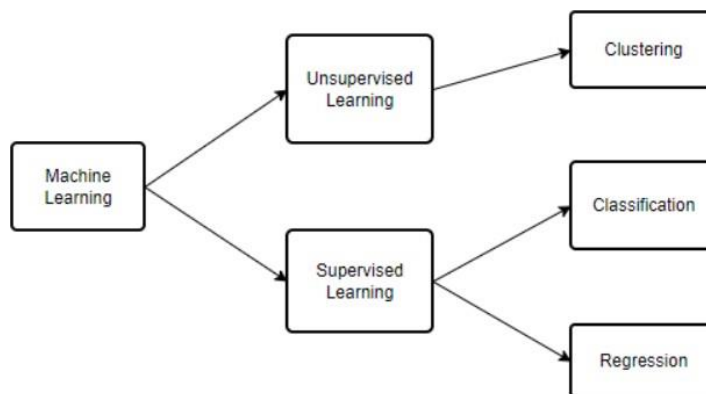 Clustering
Unsupervised
Learning
Machine
Learning
Classification
Supervised
Learning
Regression